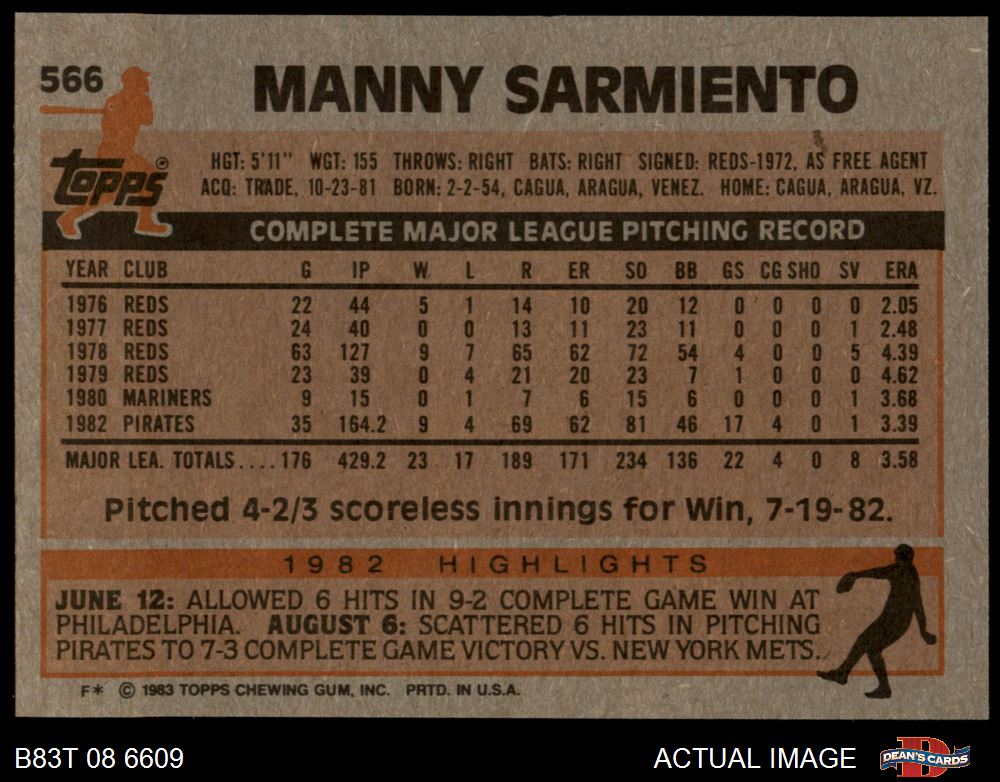 566
MANNY SARMIENTO
topps®
HGT: 5'11" WGT: 155 THROWS: RIGHT BATS: RIGHT SIGNED: REDS-1972, AS FREE AGENT
ACQ: TRADE, 10-23-81 BORN: 2-2-54, CAGUA, ARAGUA, VENEZ. HOME: CAGUA, ARAGUA, VZ.
COMPLETE MAJOR LEAGUE PITCHING RECORD
YEAR CLUB G IP W L R ER SO BB GS CG SHO SV ERA
1976 REDS 22 44 5 1 14 10 20 12 0 0 0 0 2.05
1977 REDS 24 40 0 0 13 11 23 11 0 0 0 1 2.48
1978 REDS 63 127 9 7 65 62 72 54 4 0 0 5 4.39
1979 REDS 23 39 0 4 21 20 23 7 1 0 0 0 4.62
1980 MARINERS 9 15 0 1 7 6 15 6 0 0 0 1 3.68
1982 PIRATES 35 164.2 9 4 69 62 81 46 17 4 0 1 3.39
MAJOR LEA. TOTALS.... 176 429.2 23 17 189 171 234 136 22 4 0 8 3.58
Pitched 4-2/3 scoreless innings for Win, 7-19-82.
1982 HIGHLIGHTS
JUNE 12: ALLOWED 6 HITS IN 9-2 COMPLETE GAME WIN AT
PHILADELPHIA. AUGUST 6: SCATTERED 6 HITS IN PITCHING
PIRATES TO 7-3 COMPLETE GAME VICTORY VS. NEW YORK METS.
F* © 1983 TOPPS CHEWING GUM, INC. PRTD. IN U.S.A.
B83T 08 6609
ACTUAL IMAGE
DEAN'S CARDS